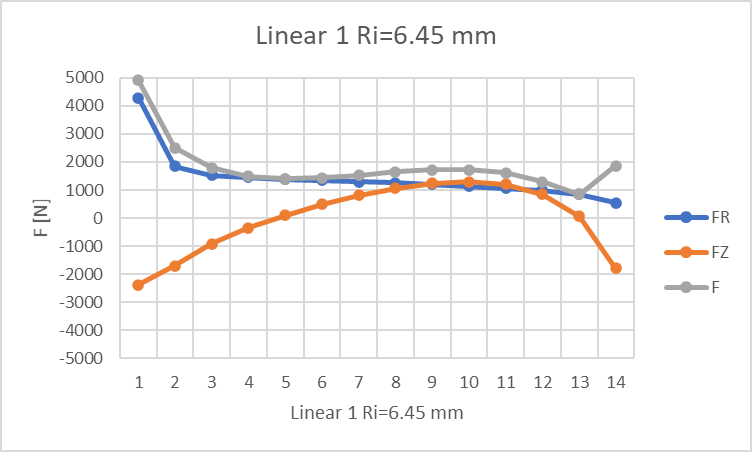 Linear 1 Ri=6.45 mm
5000
4000
3000
2000
1000
0
-1000
-2000
-3000
-4000
-5000
F [N]
1 2 3 4 5 6 7 8 9 10 11 12 13 14
Linear 1 Ri=6.45 mm
FR
FZ
F